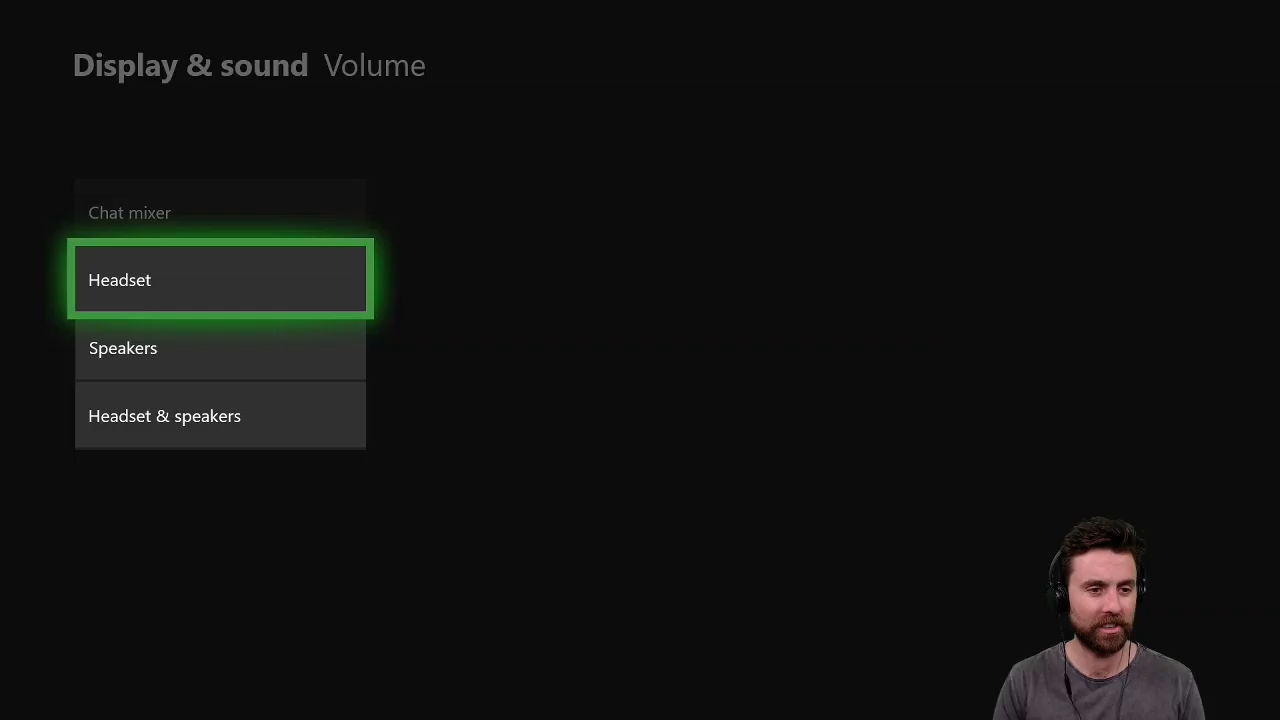 Display & sound Volume
Chat mixer
Headset
Speakers
Headset & speakers